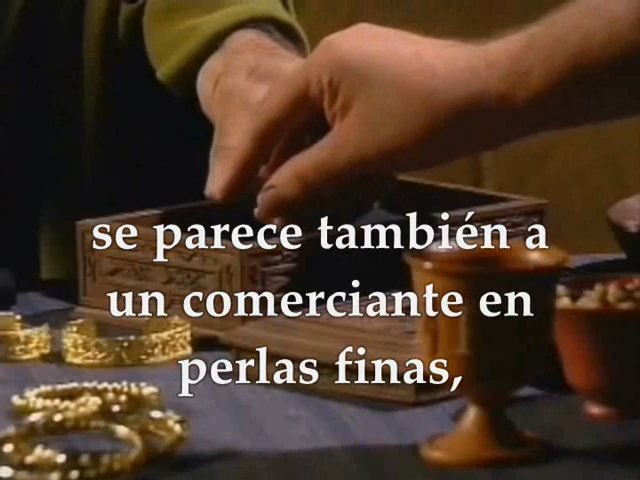 se parece también a
un comerciante en
perlas finas,